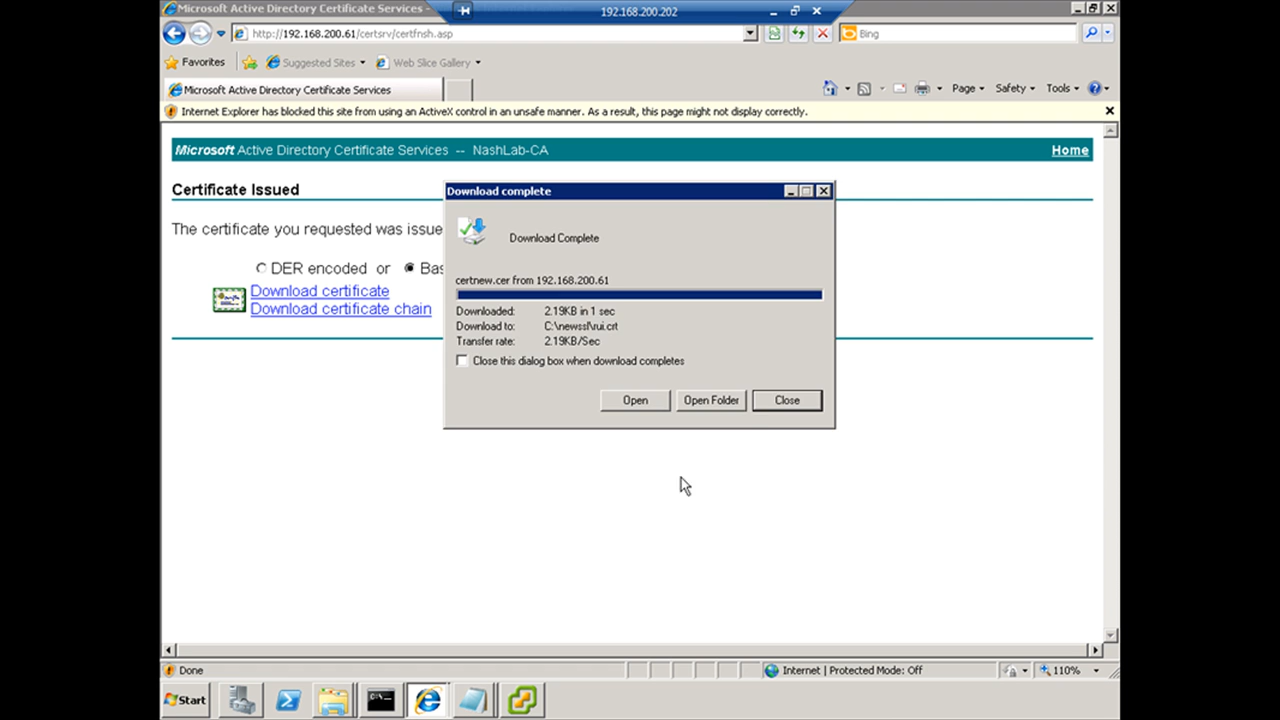 Microsoft Active Directory Certificate Services -
192.168.200.202
http://192.168.200.61/certsrv/certfnsh.asp
Bing
Favorites
Suggested Sites
Web Slice Gallery
Microsoft Active Directory Certificate Services
Page
Safety
Tools
Internet Explorer has blocked this site from using an ActiveX control in an unsafe manner. As a result, this page might not display correctly.
Microsoft Active Directory Certificate Services -- NashLab-CA
Home
Certificate Issued
The certificate you requested was issue
DER encoded or Bas
Download certificate
Download certificate chain
Download complete
Download Complete
certnew.cer from 192.168.200.61
Downloaded: 2.19KB in 1 sec
Download to: C:\newssl\rui.crt
Transfer rate: 2.19KB/Sec
Close this dialog box when download completes
Open
Open Folder
Close
Done
Internet | Protected Mode: Off
110%
Start